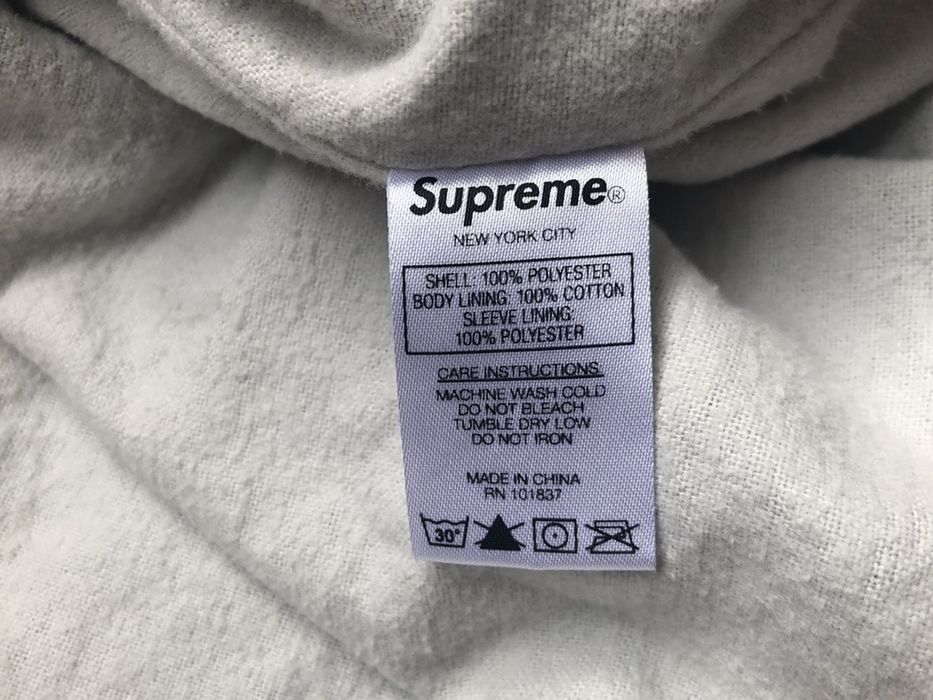 Supreme®
NEW YORK CITY
SHELL: 100% POLYESTER
BODY LINING: 100% COTTON
SLEEVE LINING:
100% POLYESTER
CARE INSTRUCTIONS
MACHINE WASH COLD
DO NOT BLEACH
TUMBLE DRY LOW
DO NOT IRON
MADE IN CHINA
RN 101837
30°